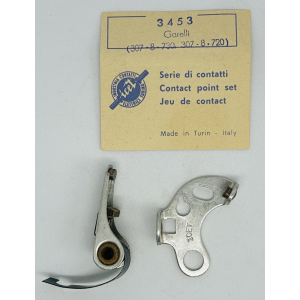 3453
Garelli
(307-8-730, 307-8-720)
Serie di contatti
Contact point set
Jeu de contact
Made in Turin - italy